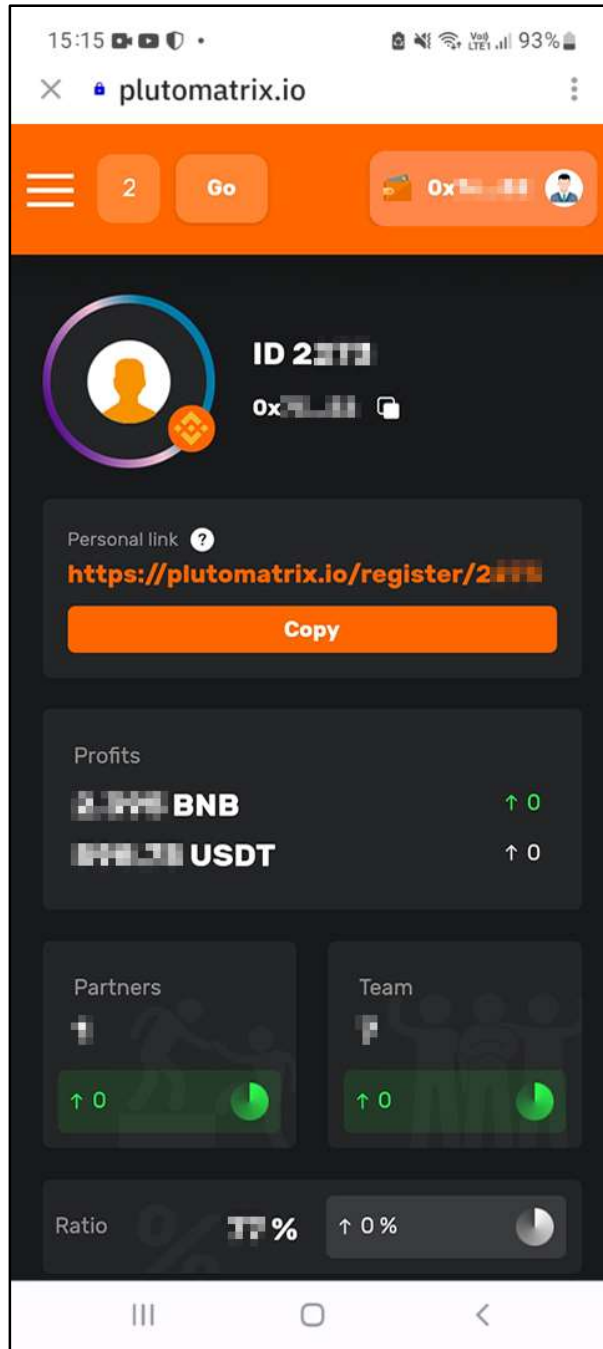 15:15
93%
plutomatrix.io
2 Go 0x
ID 2
0x
Personal link ?
https://plutomatrix.io/register/2
Copy
Profits
BNB ↑ 0
USDT ↑ 0
Partners
↑ 0
Team
↑ 0
Ratio % ↑ 0 %